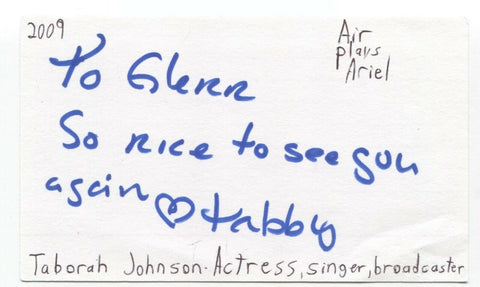 2009
Air
plays
Ariel
To Glenn
So nice to see you
again ♡ tabby
Taborah Johnson. Actress, singer, broadcaster